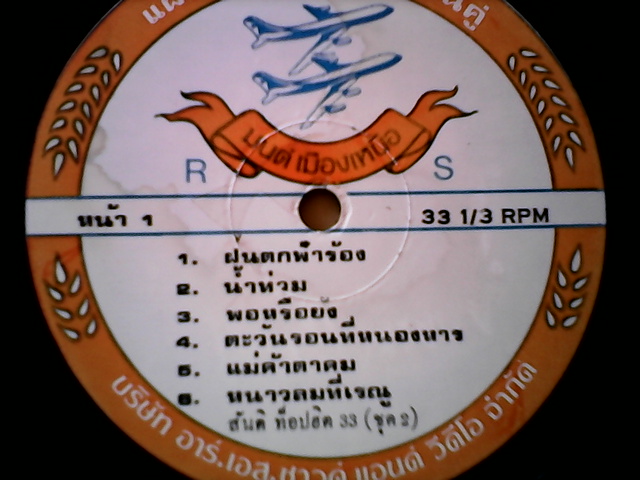 มนต์เมืองเหนือ
R S
หน้า 1
33 1/3 RPM
1. ฝนตกฟ้าร้อง
2. น้ำท่วม
3. พอหรือยัง
4. ตะวันรอนที่หนองหาร
5. แม่ค้าตาคม
6. หนาวลมที่เรณู
สันติ ท็อปฮิต 33 (ชุด 2)
บริษัท อาร์.เอส.ซาวด์ แอนด์ วีดีโอ จำกัด